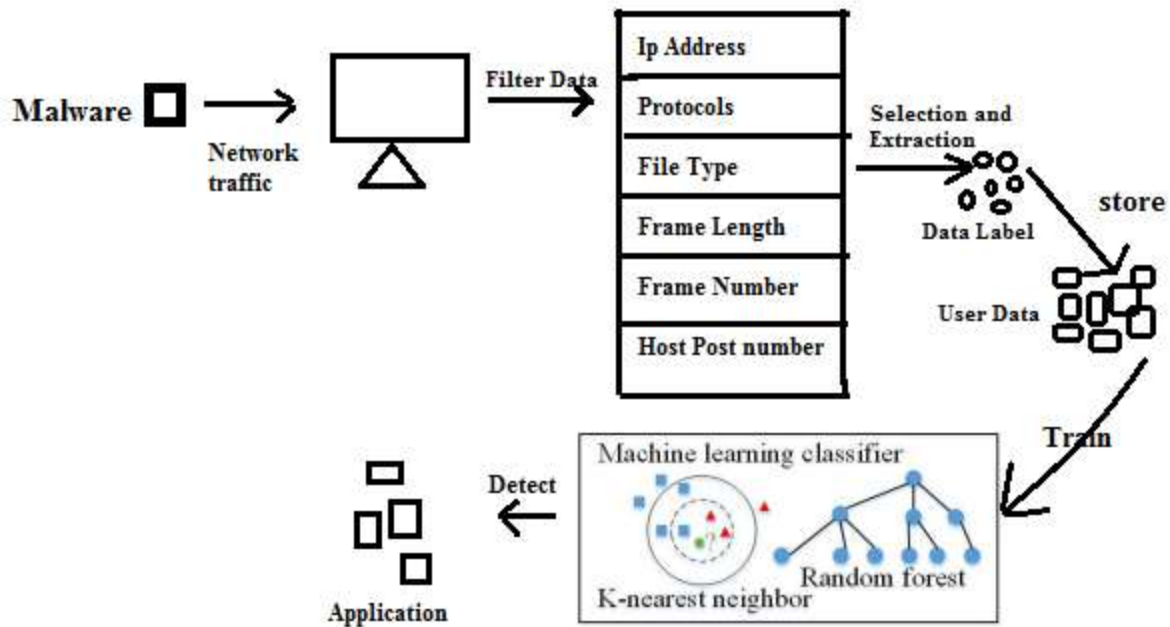 Malware
Network
traffic
Filter Data
Ip Address
Protocols
File Type
Frame Length
Frame Number
Host Post number
Selection and
Extraction
Data Label
store
User Data
Train
Machine learning classifier
?
Random forest
K-nearest neighbor
Detect
Application